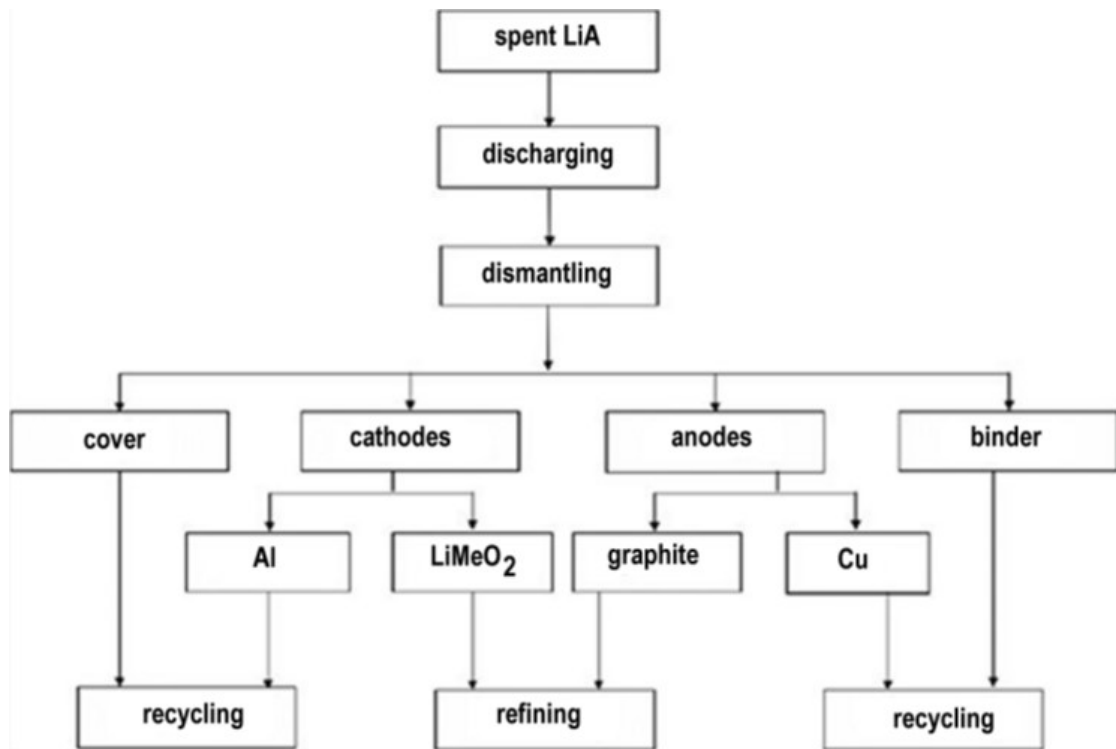 spent LiA
discharging
dismantling
cover
cathodes
anodes
binder
Al
LiMeO2
graphite
Cu
recycling
refining
recycling